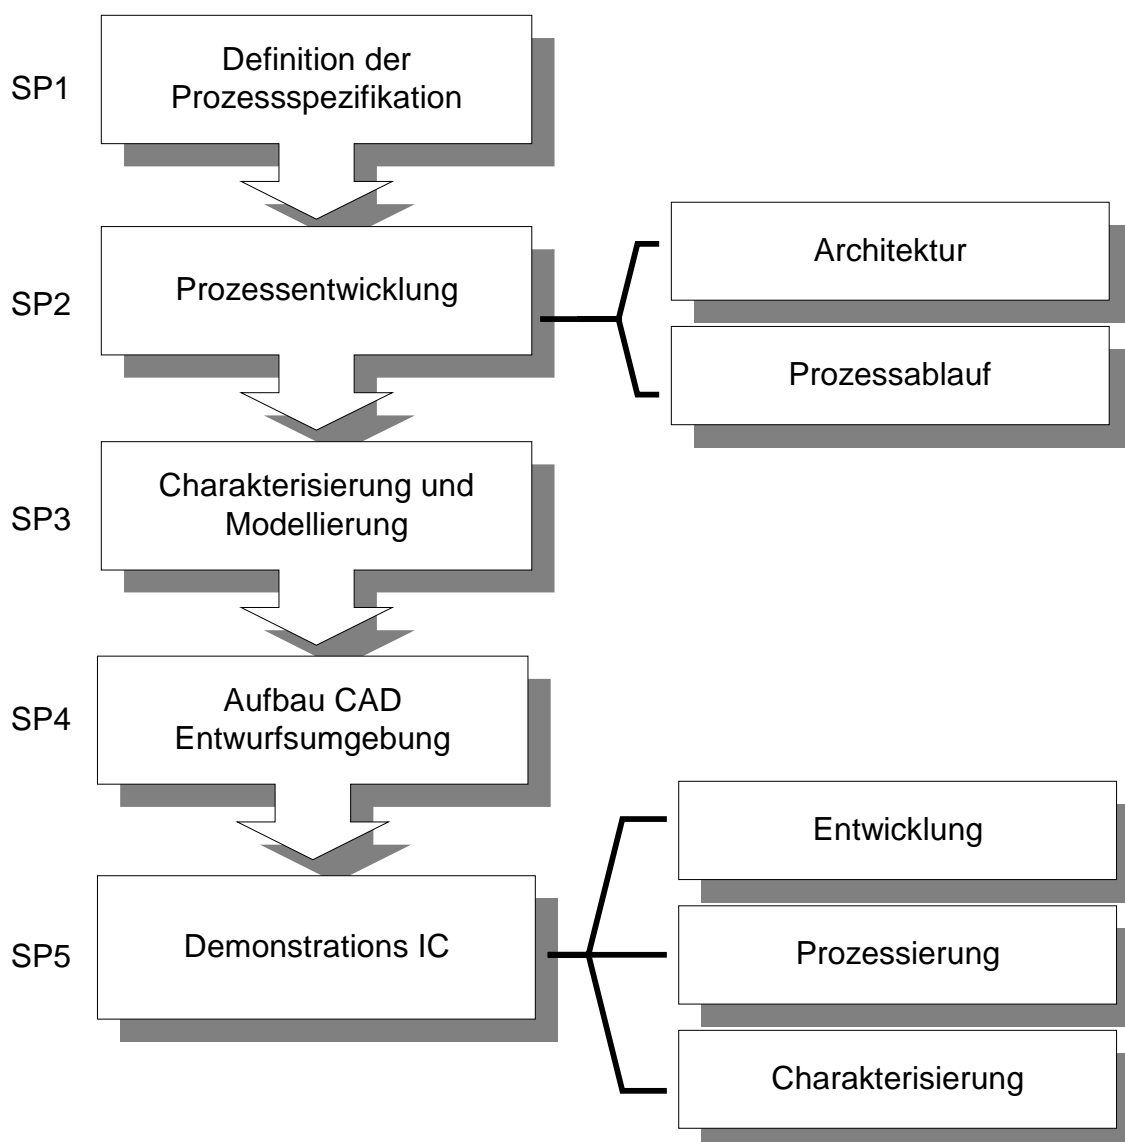 SP1
Definition der
Prozessspezifikation
SP2
Prozessentwicklung
Architektur
Prozessablauf
SP3
Charakterisierung und
Modellierung
SP4
Aufbau CAD
Entwurfsumgebung
SP5
Demonstrations IC
Entwicklung
Prozessierung
Charakterisierung